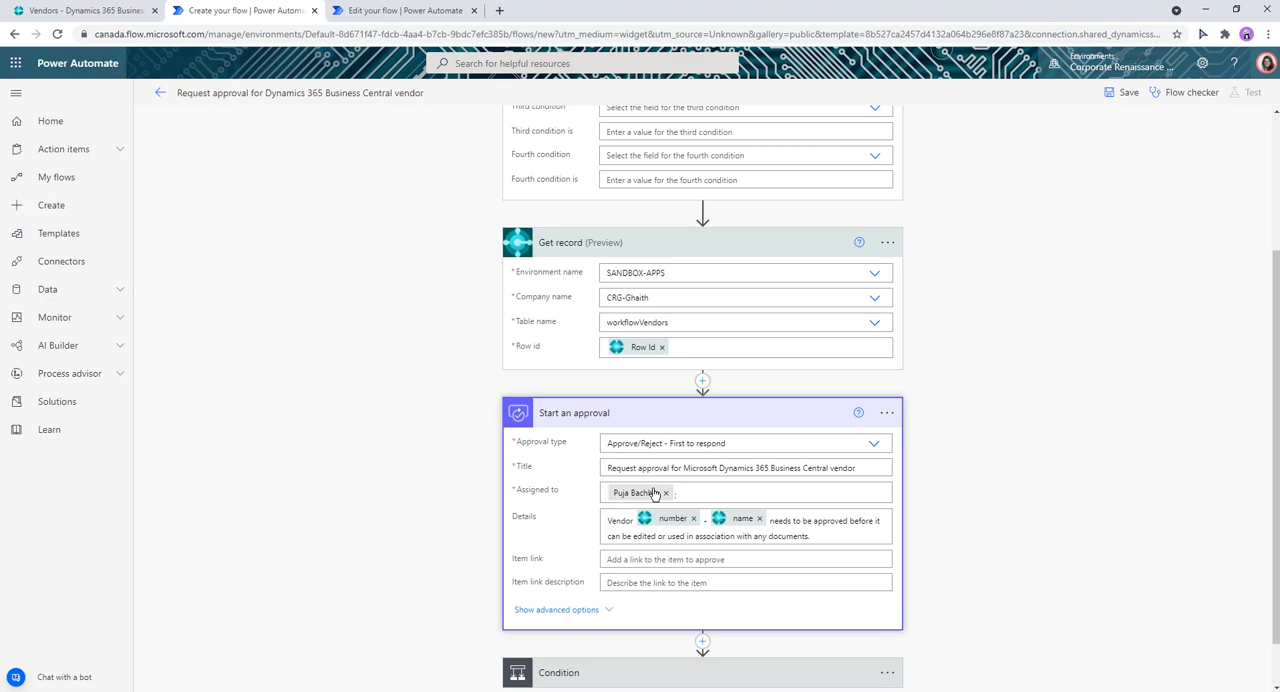 Vendors - Dynamics 365 Business
Create your flow | Power Automa
Edit your flow | Power Automate
canada.flow.microsoft.com/manage/environments/Default-8d671f47-fdcb-4aa4-b7cb-9bdc7efc385b/flows/new?utm_medium=widget&utm_source=Unknown&gallery=public&template=8b527ca2457d4132a064b296e8f87a23&connection.shared_dynamicss...
Power Automate
Search for helpful resources
Environments
Corporate Renaissance ...
Request approval for Dynamics 365 Business Central vendor
Save
Flow checker
Test
Home
Action items
My flows
Create
Templates
Connectors
Data
Monitor
AI Builder
Process advisor
Solutions
Learn
Chat with a bot
Third condition
Select the field for the third condition
Third condition is
Enter a value for the third condition
Fourth condition
Select the field for the fourth condition
Fourth condition is
Enter a value for the fourth condition
Get record (Preview)
* Environment name
SANDBOX-APPS
* Company name
CRG-Ghaith
* Table name
workflowVendors
* Row id
Row Id ×
Start an approval
* Approval type
Approve/Reject - First to respond
* Title
Request approval for Microsoft Dynamics 365 Business Central vendor
* Assigned to
Puja × ;
Details
Vendor number × - name × needs to be approved before it
can be edited or used in association with any documents.
Item link
Add a link to the item to approve
Item link description
Describe the link to the item
Show advanced options
Condition